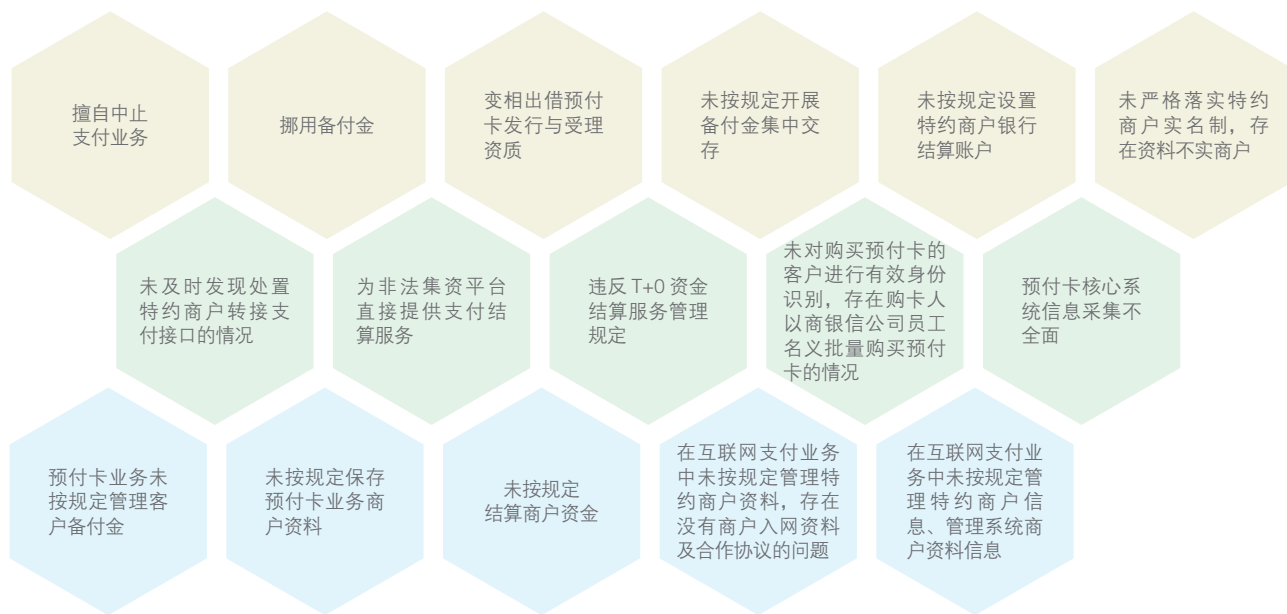 擅自中止
支付业务
挪用备付金
变相出借预付
卡发行与受理
资质
未按规定开展
备付金集中交
存
未按规定设置
特约商户银行
结算账户
未严格落实特约
商户实名制，存
在资料不实商户
未及时发现处置
特约商户转接支
付接口的情况
为非法集资平台
直接提供支付结
算服务
违反 T+0 资金
结算服务管理
规定
未对购买预付卡的
客户进行有效身份
识别，存在购卡人
以商银信公司员工
名义批量购买预付
卡的情况
预付卡核心系
统信息采集不
全面
预付卡业务未
按规定管理客
户备付金
未按规定保存
预付卡业务商
户资料
未按规定
结算商户资金
在互联网支付业务
中未按规定管理特
约商户资料，存在
没有商户入网资料
及合作协议的问题
在互联网支付业
务中未按规定管
理特约商户信
息、管理系统商
户资料信息